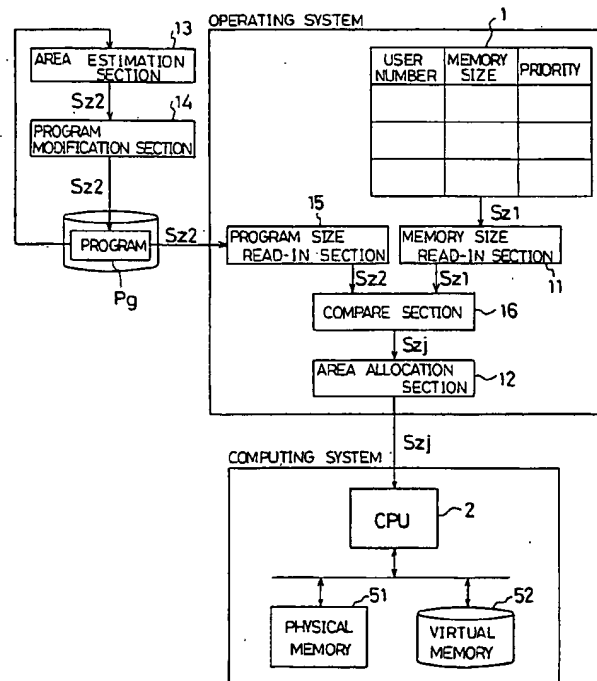 OPERATING SYSTEM
13
AREA ESTIMATION
SECTION
Sz2
14
PROGRAM
MODIFICATION SECTION
Sz2
PROGRAM
Pg
Sz2
1
USER
NUMBER
MEMORY
SIZE
PRIORITY
Sz1
15
PROGRAM SIZE
READ-IN SECTION
MEMORY SIZE
READ-IN SECTION
11
Sz2
Sz1
COMPARE SECTION
16
Szj
AREA ALLOCATION
SECTION
12
Szj
COMPUTING SYSTEM
CPU
2
51
PHYSICAL
MEMORY
52
VIRTUAL
MEMORY